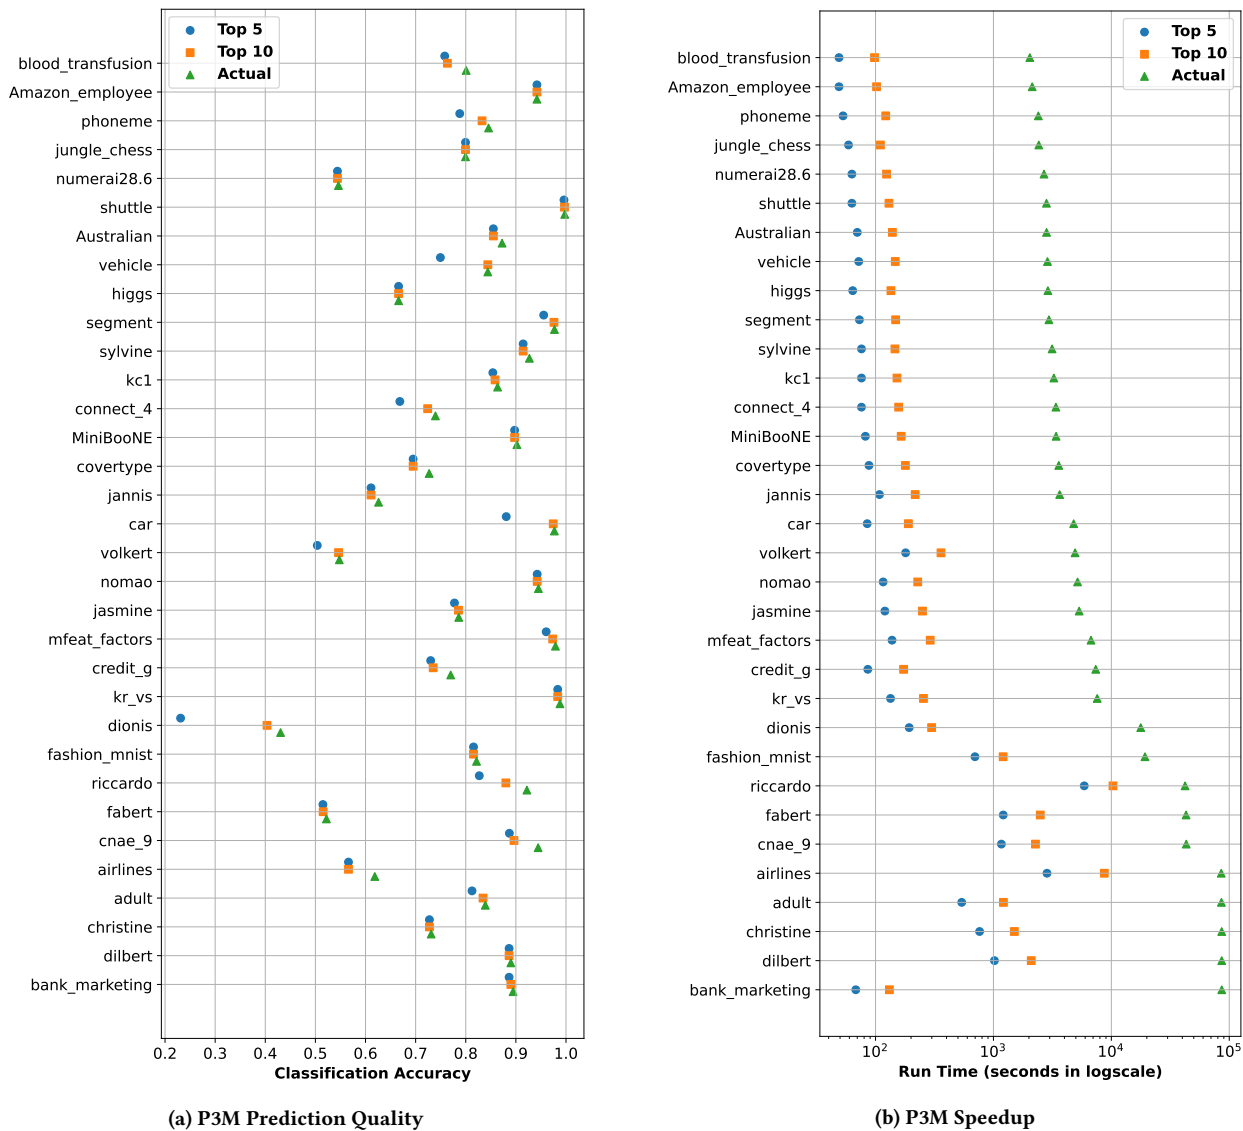 Top 5
Top 10
Actual
blood_transfusion
Amazon_employee
phoneme
jungle_chess
numerai28.6
shuttle
Australian
vehicle
higgs
segment
sylvine
kc1
connect_4
MiniBooNE
covertype
jannis
car
volkert
nomao
jasmine
mfeat_factors
credit_g
kr_vs
dionis
fashion_mnist
riccardo
fabert
cnae_9
airlines
adult
christine
dilbert
bank_marketing
0.2 0.3 0.4 0.5 0.6 0.7 0.8 0.9 1.0
Classification Accuracy
(a) P3M Prediction Quality
Top 5
Top 10
Actual
blood_transfusion
Amazon_employee
phoneme
jungle_chess
numerai28.6
shuttle
Australian
vehicle
higgs
segment
sylvine
kc1
connect_4
MiniBooNE
covertype
jannis
car
volkert
nomao
jasmine
mfeat_factors
credit_g
kr_vs
dionis
fashion_mnist
riccardo
fabert
cnae_9
airlines
adult
christine
dilbert
bank_marketing
10² 10³ 10⁴ 10⁵
Run Time (seconds in logscale)
(b) P3M Speedup